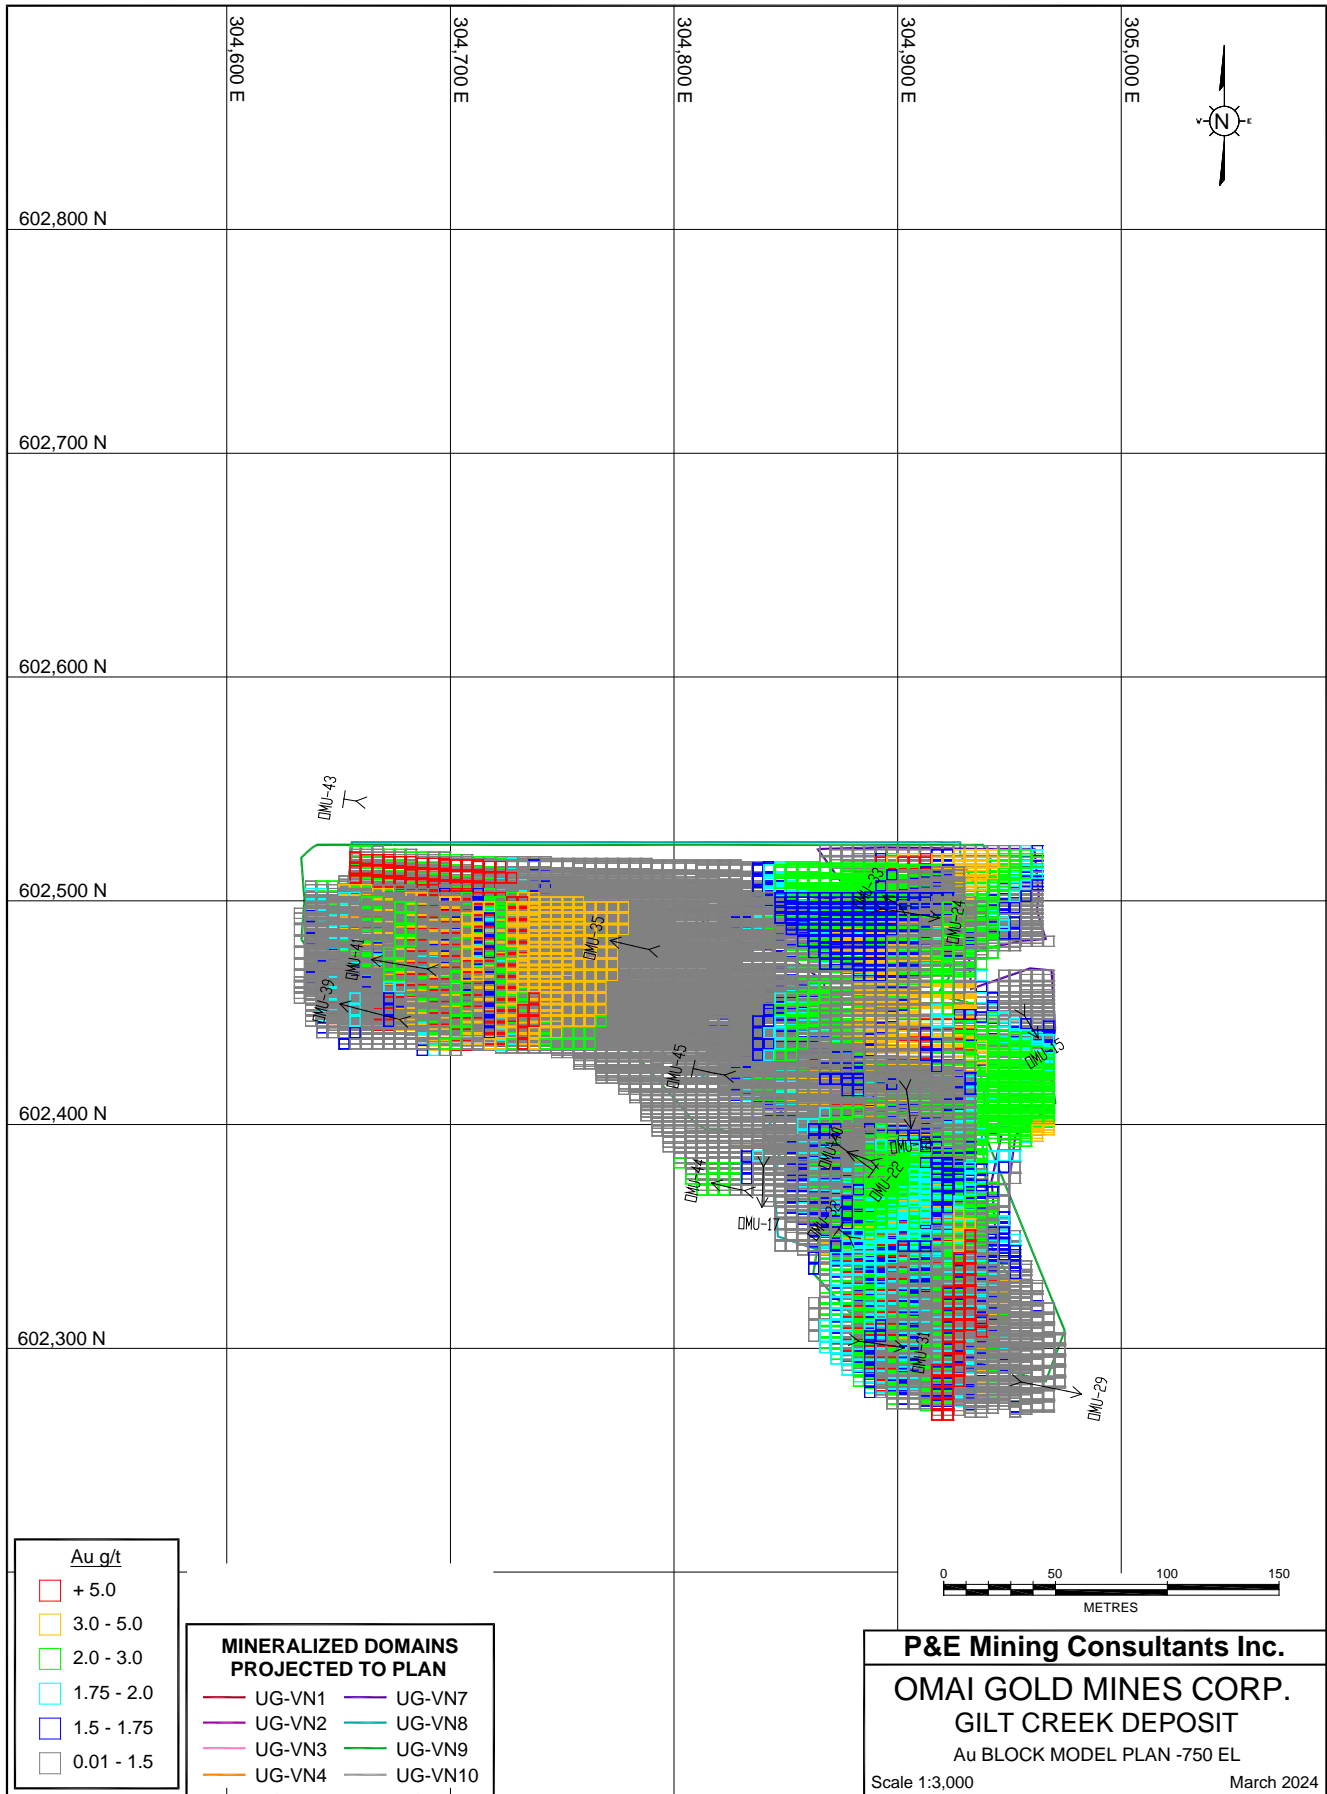 304,600 E
304,700 E
304,800 E
304,900 E
305,000 E
W N E
602,800 N
602,700 N
602,600 N
OMU-43
602,500 N
OMU-33
OMU-24
OMU-35
OMU-41
OMU-39
OMU-15
OMU-45
602,400 N
OMU-40
OMU-22
OMU-44
OMU-17
602,300 N
OMU-31
OMU-29
Au g/t
+ 5.0
3.0 - 5.0
2.0 - 3.0
1.75 - 2.0
1.5 - 1.75
0.01 - 1.5
MINERALIZED DOMAINS
PROJECTED TO PLAN
UG-VN1 UG-VN7
UG-VN2 UG-VN8
UG-VN3 UG-VN9
UG-VN4 UG-VN10
0 50 100 150
METRES
P&E Mining Consultants Inc.
OMAI GOLD MINES CORP.
GILT CREEK DEPOSIT
Au BLOCK MODEL PLAN -750 EL
Scale 1:3,000 March 2024